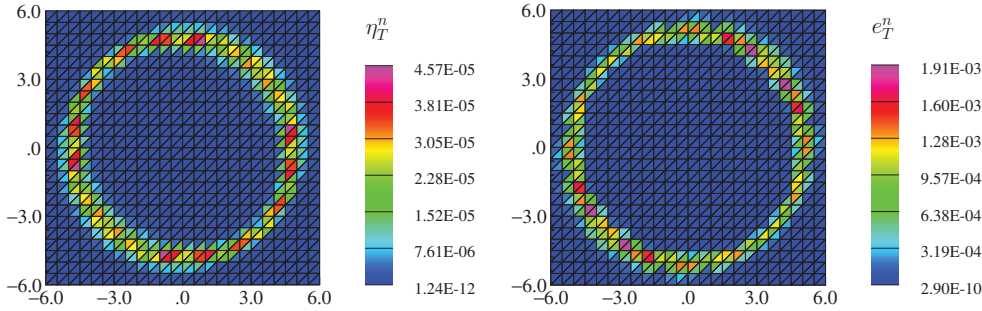 6.0
3.0
.0
−3.0
−6.0
−6.0 −3.0 .0 3.0 6.0
η_T^n
4.57E-05
3.81E-05
3.05E-05
2.28E-05
1.52E-05
7.61E-06
1.24E-12
6.0
3.0
.0
−3.0
−6.0
−6.0 −3.0 .0 3.0 6.0
e_T^n
1.91E-03
1.60E-03
1.28E-03
9.57E-04
6.38E-04
3.19E-04
2.90E-10